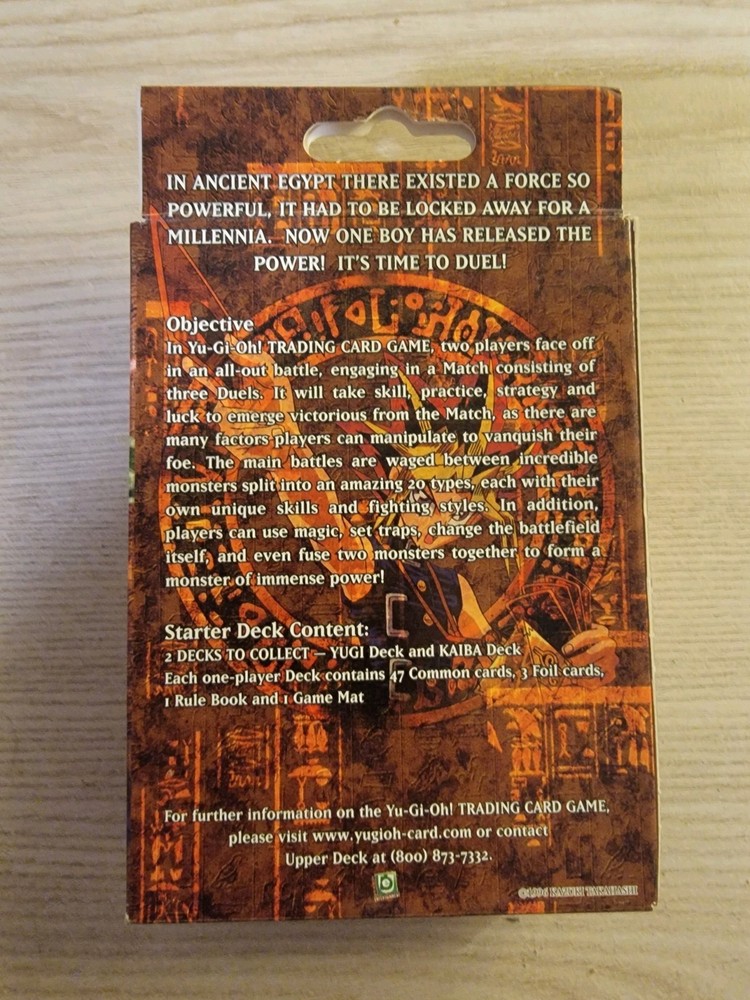 IN ANCIENT EGYPT THERE EXISTED A FORCE SO
POWERFUL, IT HAD TO BE LOCKED AWAY FOR A
MILLENNIA. NOW ONE BOY HAS RELEASED THE
POWER! IT'S TIME TO DUEL!
Objective
In Yu-Gi-Oh! TRADING CARD GAME, two players face off
in an all-out battle, engaging in a Match consisting of
three Duels. It will take skill, practice, strategy and
luck to emerge victorious from the Match, as there are
many factors players can manipulate to vanquish their
foe. The main battles are waged between incredible
monsters split into an amazing 20 types, each with their
own unique skills and fighting styles. In addition,
players can use magic, set traps, change the battlefield
itself, and even fuse two monsters together to form a
monster of immense power!
Starter Deck Content:
2 DECKS TO COLLECT — YUGI Deck and KAIBA Deck
Each one-player Deck contains 47 Common cards, 3 Foil cards,
1 Rule Book and 1 Game Mat
For further information on the Yu-Gi-Oh! TRADING CARD GAME,
please visit www.yugioh-card.com or contact
Upper Deck at (800) 873-7332.
©1996 KAZUKI TAKAHASHI